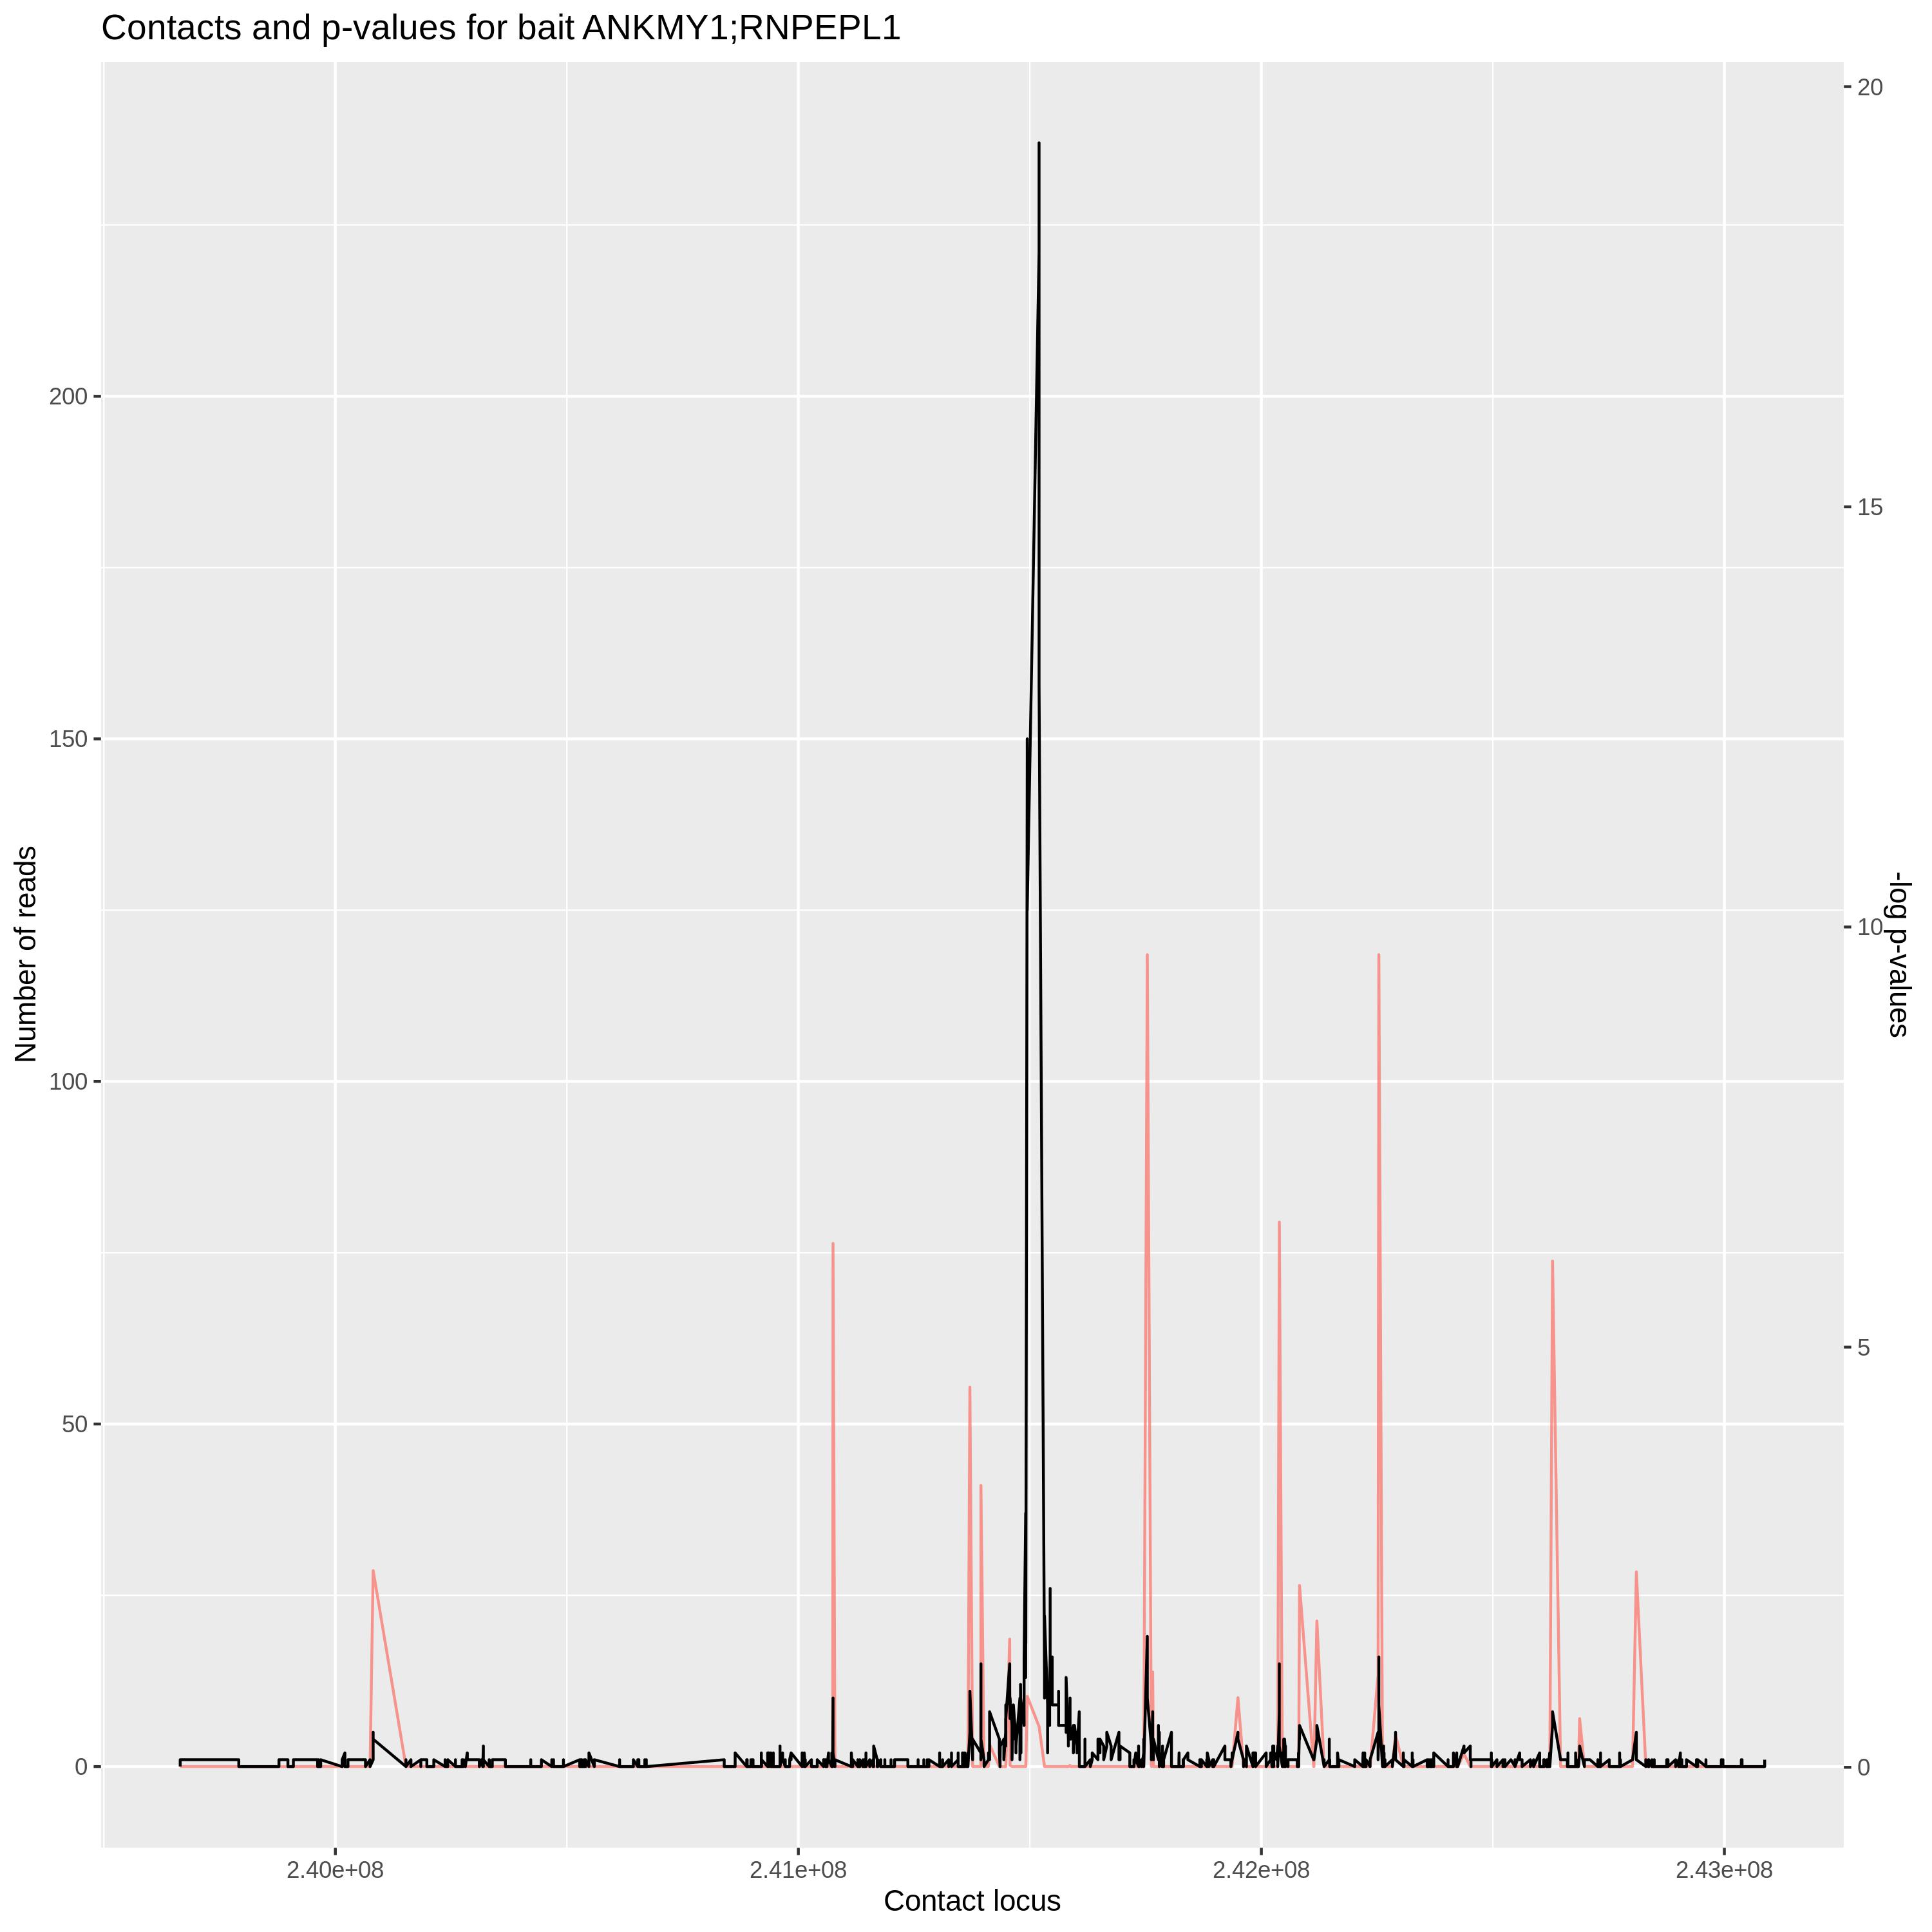 Contacts and p-values for bait ANKMY1;RNPEPL1
20
15
10
5
0
-log p-values
200
150
100
50
0
Number of reads
2.40e+08 2.41e+08 2.42e+08 2.43e+08
Contact locus